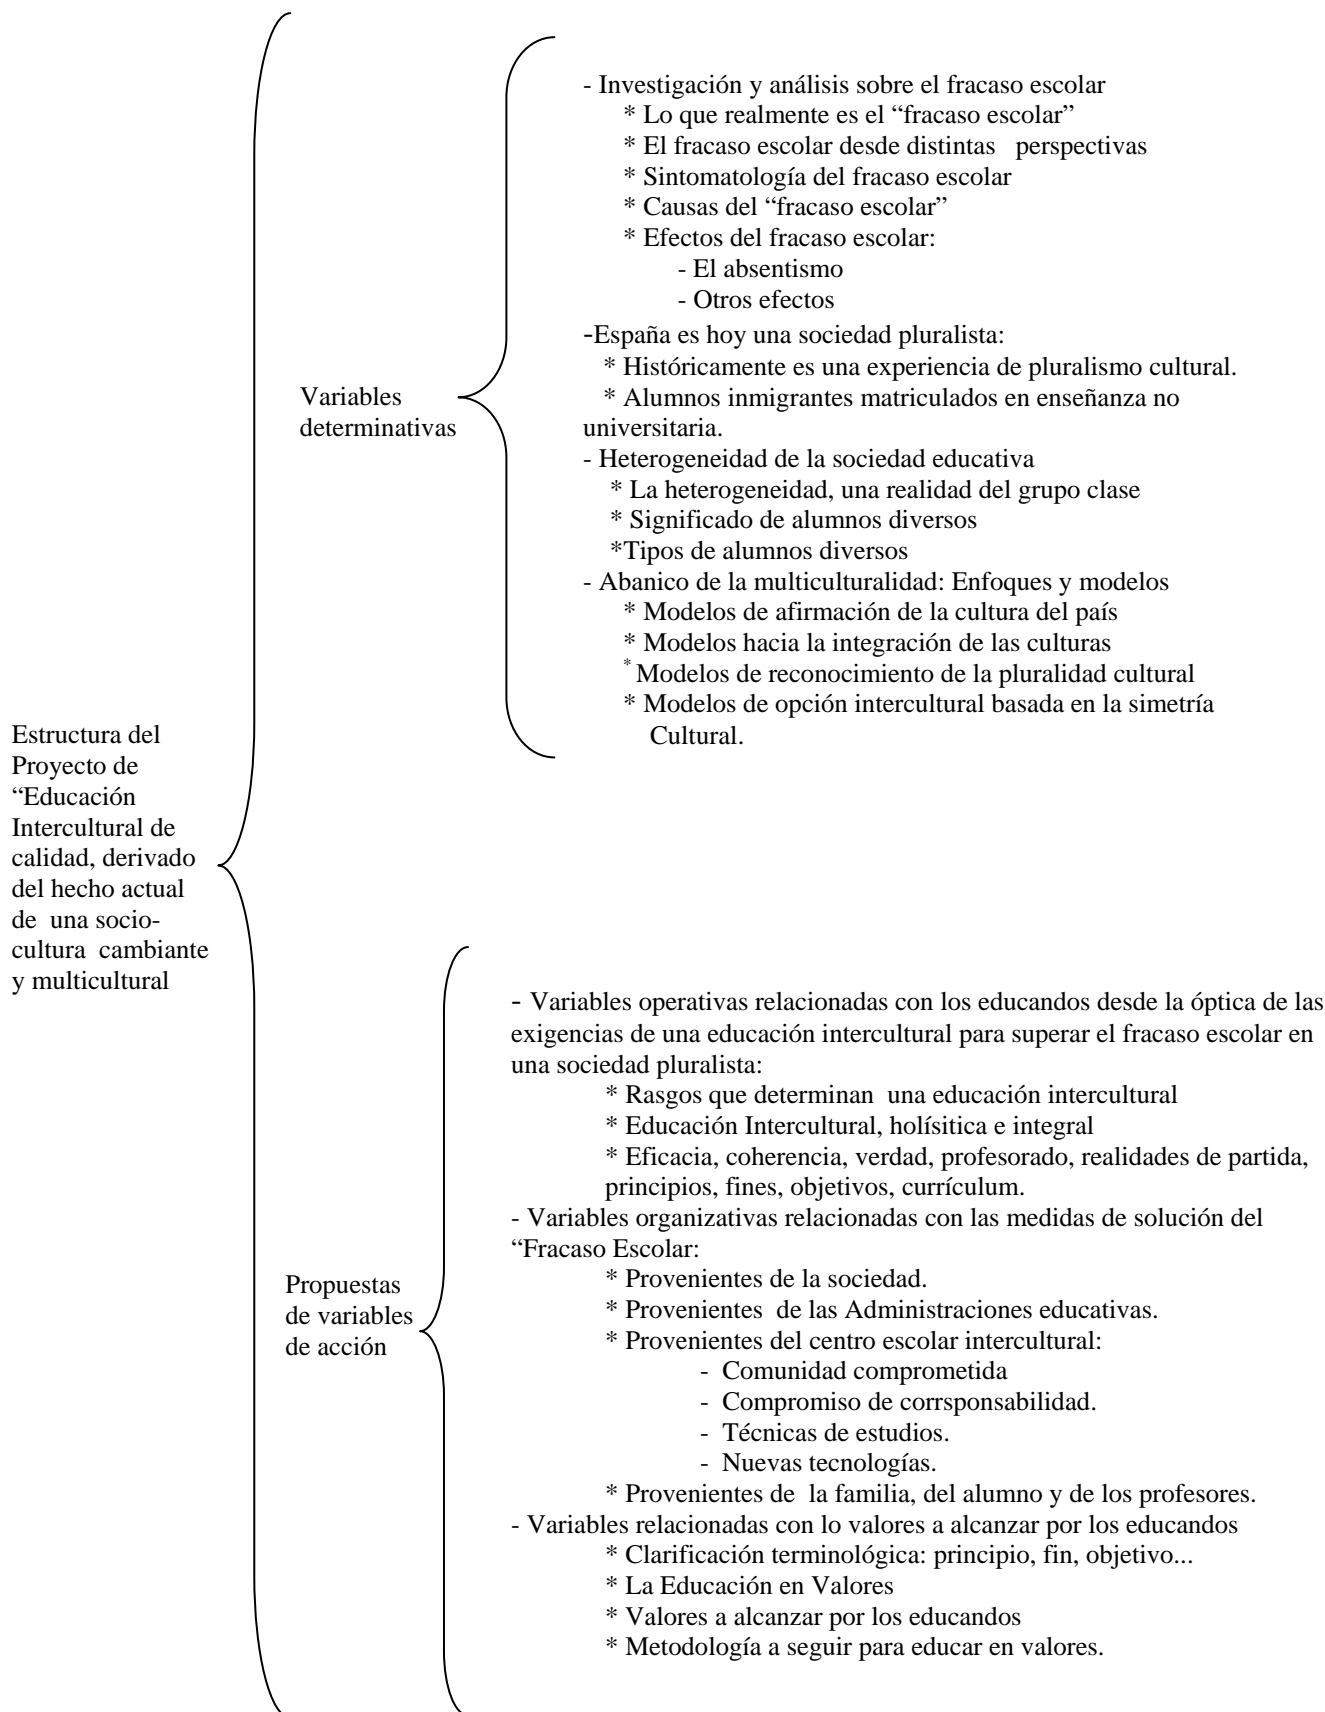 Estructura del
Proyecto de
“Educación
Intercultural de
calidad, derivado
del hecho actual
de una socio-
cultura cambiante
y multicultural
Variables
determinativas
- Investigación y análisis sobre el fracaso escolar
* Lo que realmente es el “fracaso escolar”
* El fracaso escolar desde distintas perspectivas
* Sintomatología del fracaso escolar
* Causas del “fracaso escolar”
* Efectos del fracaso escolar:
- El absentismo
- Otros efectos
-España es hoy una sociedad pluralista:
* Históricamente es una experiencia de pluralismo cultural.
* Alumnos inmigrantes matriculados en enseñanza no
universitaria.
- Heterogeneidad de la sociedad educativa
* La heterogeneidad, una realidad del grupo clase
* Significado de alumnos diversos
*Tipos de alumnos diversos
- Abanico de la multiculturalidad: Enfoques y modelos
* Modelos de afirmación de la cultura del país
* Modelos hacia la integración de las culturas
* Modelos de reconocimiento de la pluralidad cultural
* Modelos de opción intercultural basada en la simetría
Cultural.
Propuestas
de variables
de acción
- Variables operativas relacionadas con los educandos desde la óptica de las
exigencias de una educación intercultural para superar el fracaso escolar en
una sociedad pluralista:
* Rasgos que determinan una educación intercultural
* Educación Intercultural, holísitica e integral
* Eficacia, coherencia, verdad, profesorado, realidades de partida,
principios, fines, objetivos, currículum.
- Variables organizativas relacionadas con las medidas de solución del
“Fracaso Escolar:
* Provenientes de la sociedad.
* Provenientes de las Administraciones educativas.
* Provenientes del centro escolar intercultural:
- Comunidad comprometida
- Compromiso de corrsponsabilidad.
- Técnicas de estudios.
- Nuevas tecnologías.
* Provenientes de la familia, del alumno y de los profesores.
- Variables relacionadas con lo valores a alcanzar por los educandos
* Clarificación terminológica: principio, fin, objetivo...
* La Educación en Valores
* Valores a alcanzar por los educandos
* Metodología a seguir para educar en valores.